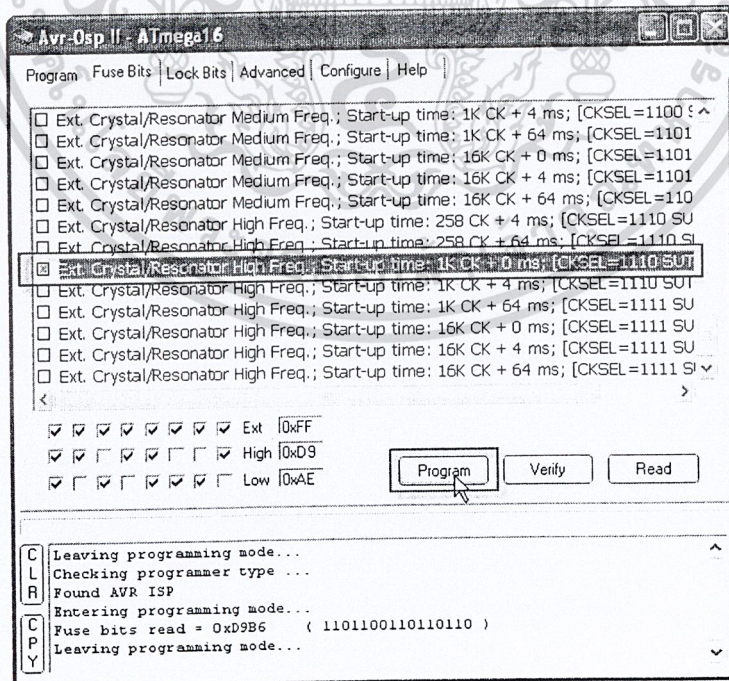 Avr-Osp II - ATmega16
Program Fuse Bits Lock Bits Advanced Configure Help
Ext. Crystal/Resonator Medium Freq.; Start-up time: 1K CK + 4 ms; [CKSEL=1100 S
Ext. Crystal/Resonator Medium Freq.; Start-up time: 1K CK + 64 ms; [CKSEL=1101
Ext. Crystal/Resonator Medium Freq.; Start-up time: 16K CK + 0 ms; [CKSEL=1101
Ext. Crystal/Resonator Medium Freq.; Start-up time: 16K CK + 4 ms; [CKSEL=1101
Ext. Crystal/Resonator Medium Freq.; Start-up time: 16K CK + 64 ms; [CKSEL=110
Ext. Crystal/Resonator High Freq.; Start-up time: 258 CK + 4 ms; [CKSEL=1110 SU
Ext. Crystal/Resonator High Freq.; Start-up time: 258 CK + 64 ms; [CKSEL=1110 SI
Ext. Crystal/Resonator High Freq.; Start-up time: 1K CK + 0 ms; [CKSEL=1110 SUT
Ext. Crystal/Resonator High Freq.; Start-up time: 1K CK + 4 ms; [CKSEL=1110 SUT
Ext. Crystal/Resonator High Freq.; Start-up time: 1K CK + 64 ms; [CKSEL=1111 SU
Ext. Crystal/Resonator High Freq.; Start-up time: 16K CK + 0 ms; [CKSEL=1111 SU
Ext. Crystal/Resonator High Freq.; Start-up time: 16K CK + 4 ms; [CKSEL=1111 SU
Ext. Crystal/Resonator High Freq.; Start-up time: 16K CK + 64 ms; [CKSEL=1111 SI
Ext 0xFF
High 0xD9
Low 0xAE
Program Verify Read
CLR
Leaving programming mode...
Checking programmer type ...
Found AVR ISP
Entering programming mode...
CPY
Fuse bits read = 0xD9B6 ( 1101100110110110 )
Leaving programming mode...